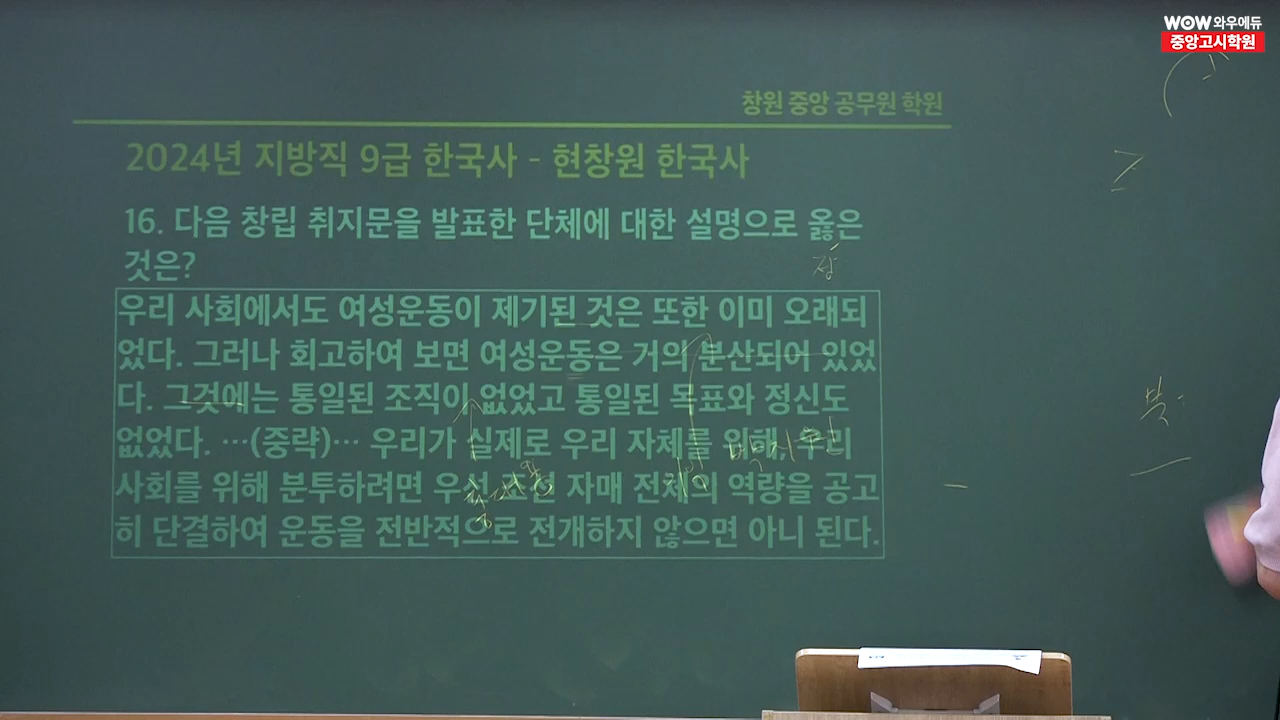 WOW 와우에듀
중앙고시학원
창원 중앙 공무원 학원
2024년 지방직 9급 한국사 - 현창원 한국사
16. 다음 창립 취지문을 발표한 단체에 대한 설명으로 옳은
것은?
우리 사회에서도 여성운동이 제기된 것은 또한 이미 오래되
었다. 그러나 회고하여 보면 여성운동은 거의 분산되어 있었
다. 그것에는 통일된 조직이 없었고 통일된 목표와 정신도
없었다. …(중략)… 우리가 실제로 우리 자체를 위해, 우리
사회를 위해 분투하려면 우선 조선 자매 전체의 역량을 공고
히 단결하여 운동을 전반적으로 전개하지 않으면 아니 된다.